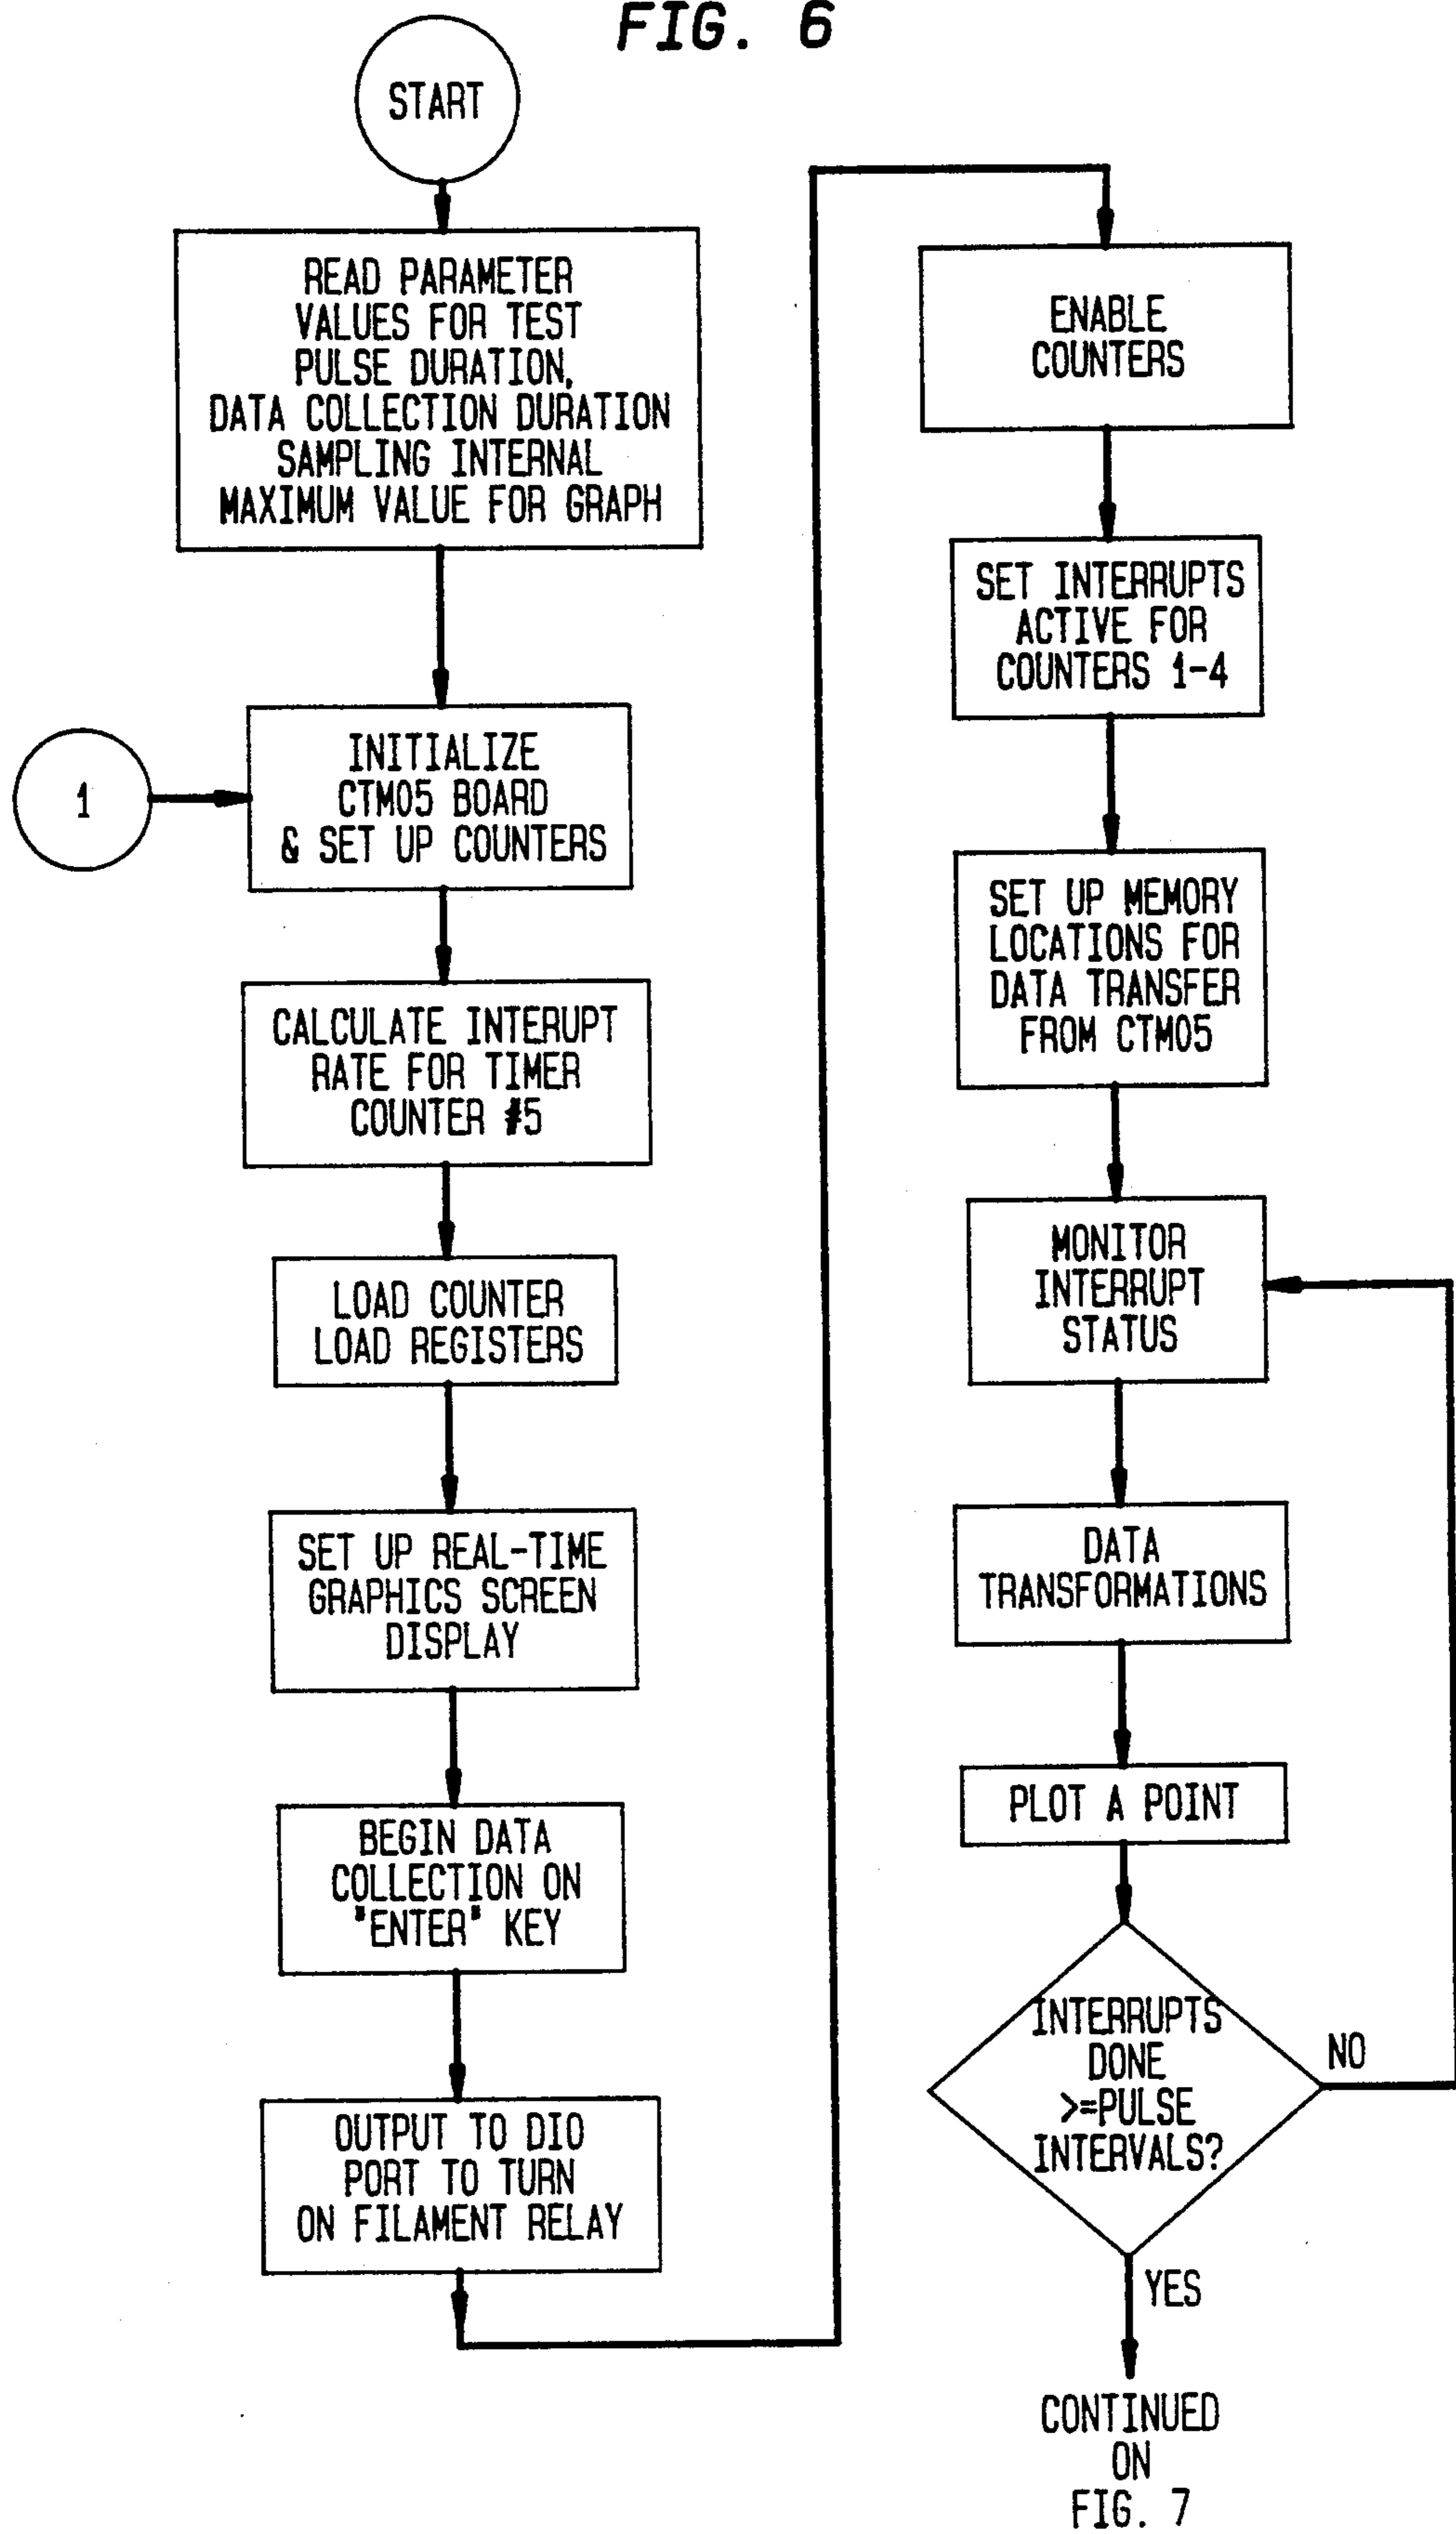 FIG. 6
START
READ PARAMETER
VALUES FOR TEST
PULSE DURATION,
DATA COLLECTION DURATION
SAMPLING INTERNAL
MAXIMUM VALUE FOR GRAPH
1
INITIALIZE
CTM05 BOARD
& SET UP COUNTERS
CALCULATE INTERUPT
RATE FOR TIMER
COUNTER #5
LOAD COUNTER
LOAD REGISTERS
SET UP REAL-TIME
GRAPHICS SCREEN
DISPLAY
BEGIN DATA
COLLECTION ON
"ENTER" KEY
OUTPUT TO DIO
PORT TO TURN
ON FILAMENT RELAY
ENABLE
COUNTERS
SET INTERRUPTS
ACTIVE FOR
COUNTERS 1-4
SET UP MEMORY
LOCATIONS FOR
DATA TRANSFER
FROM CTM05
MONITOR
INTERRUPT
STATUS
DATA
TRANSFORMATIONS
PLOT A POINT
INTERRUPTS
DONE
>=PULSE
INTERVALS?
NO
YES
CONTINUED
ON
FIG. 7